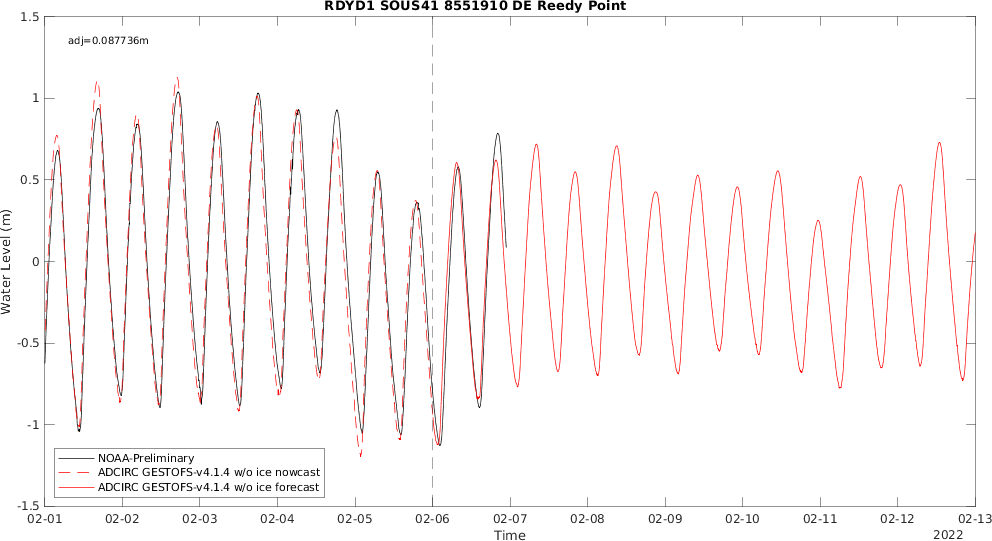 RDYD1 SOUS41 8551910 DE Reedy Point
adj=0.087736m
Water Level (m)
1.5
1
0.5
0
-0.5
-1
-1.5
NOAA-Preliminary
ADCIRC GESTOFS-v4.1.4 w/o ice nowcast
ADCIRC GESTOFS-v4.1.4 w/o ice forecast
02-01 02-02 02-03 02-04 02-05 02-06 02-07 02-08 02-09 02-10 02-11 02-12 02-13
Time
2022